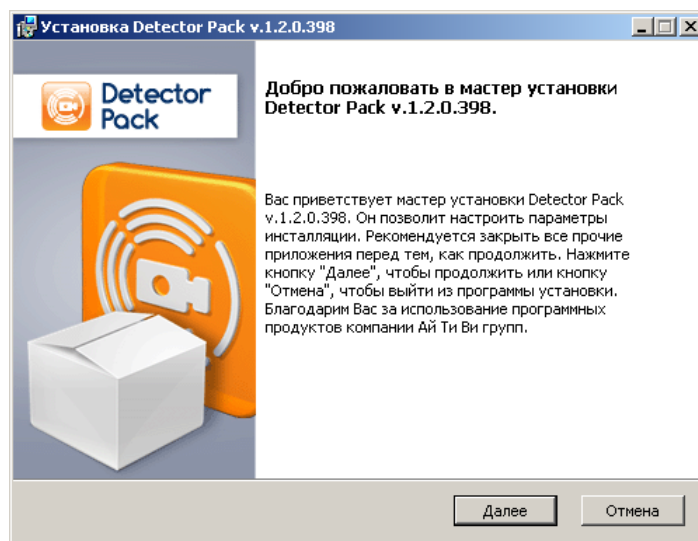 Установка Detector Pack v.1.2.0.398
Detector
Pack
Добро пожаловать в мастер установки
Detector Pack v.1.2.0.398.
Вас приветствует мастер установки Detector Pack
v.1.2.0.398. Он позволит настроить параметры
инсталляции. Рекомендуется закрыть все прочие
приложения перед тем, как продолжить. Нажмите
кнопку "Далее", чтобы продолжить или кнопку
"Отмена", чтобы выйти из программы установки.
Благодарим Вас за использование программных
продуктов компании Ай Ти Ви групп.
Далее
Отмена